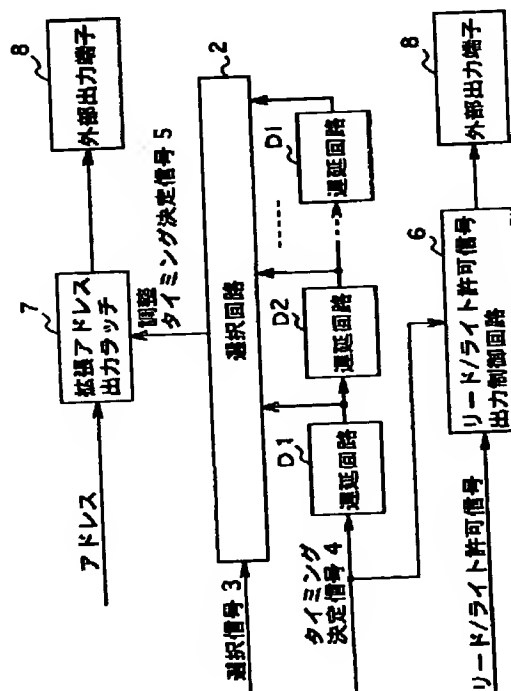 8
外部出力端子
7
拡張アドレス
出力ラッチ
アドレス
調整
タイミング決定信号 5
2
選択回路
選択信号 3
D1
遅延回路
D2
遅延回路
D1
遅延回路
タイミング
決定信号 4
8
外部出力端子
6
リード/ライト許可信号
出力制御回路
リード/ライト許可信号